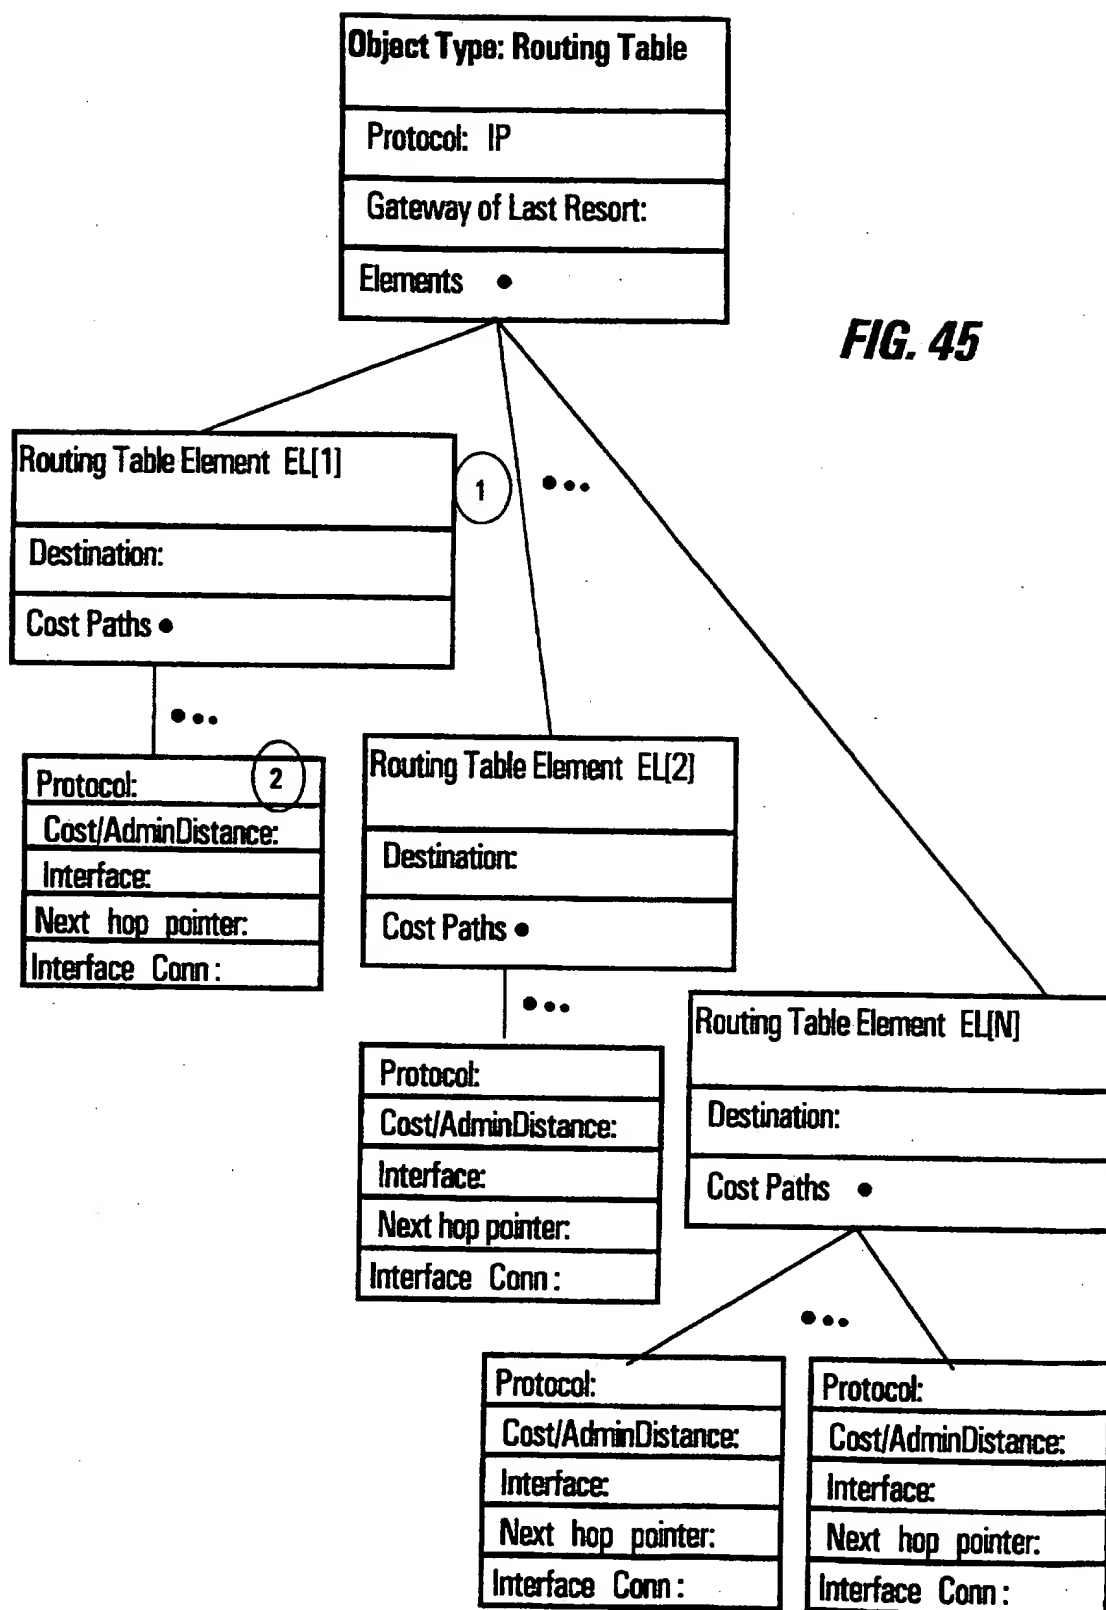 Object Type: Routing Table
Protocol: IP
Gateway of Last Resort:
Elements
FIG. 45
Routing Table Element EL[1]
1
Destination:
Cost Paths
2
Protocol:
Cost/AdminDistance:
Interface:
Next hop pointer:
Interface Conn :
Routing Table Element EL[2]
Destination:
Cost Paths
Protocol:
Cost/AdminDistance:
Interface:
Next hop pointer:
Interface Conn :
Routing Table Element EL[N]
Destination:
Cost Paths
Protocol:
Cost/AdminDistance:
Interface:
Next hop pointer:
Interface Conn :
Protocol:
Cost/AdminDistance:
Interface:
Next hop pointer:
Interface Conn :